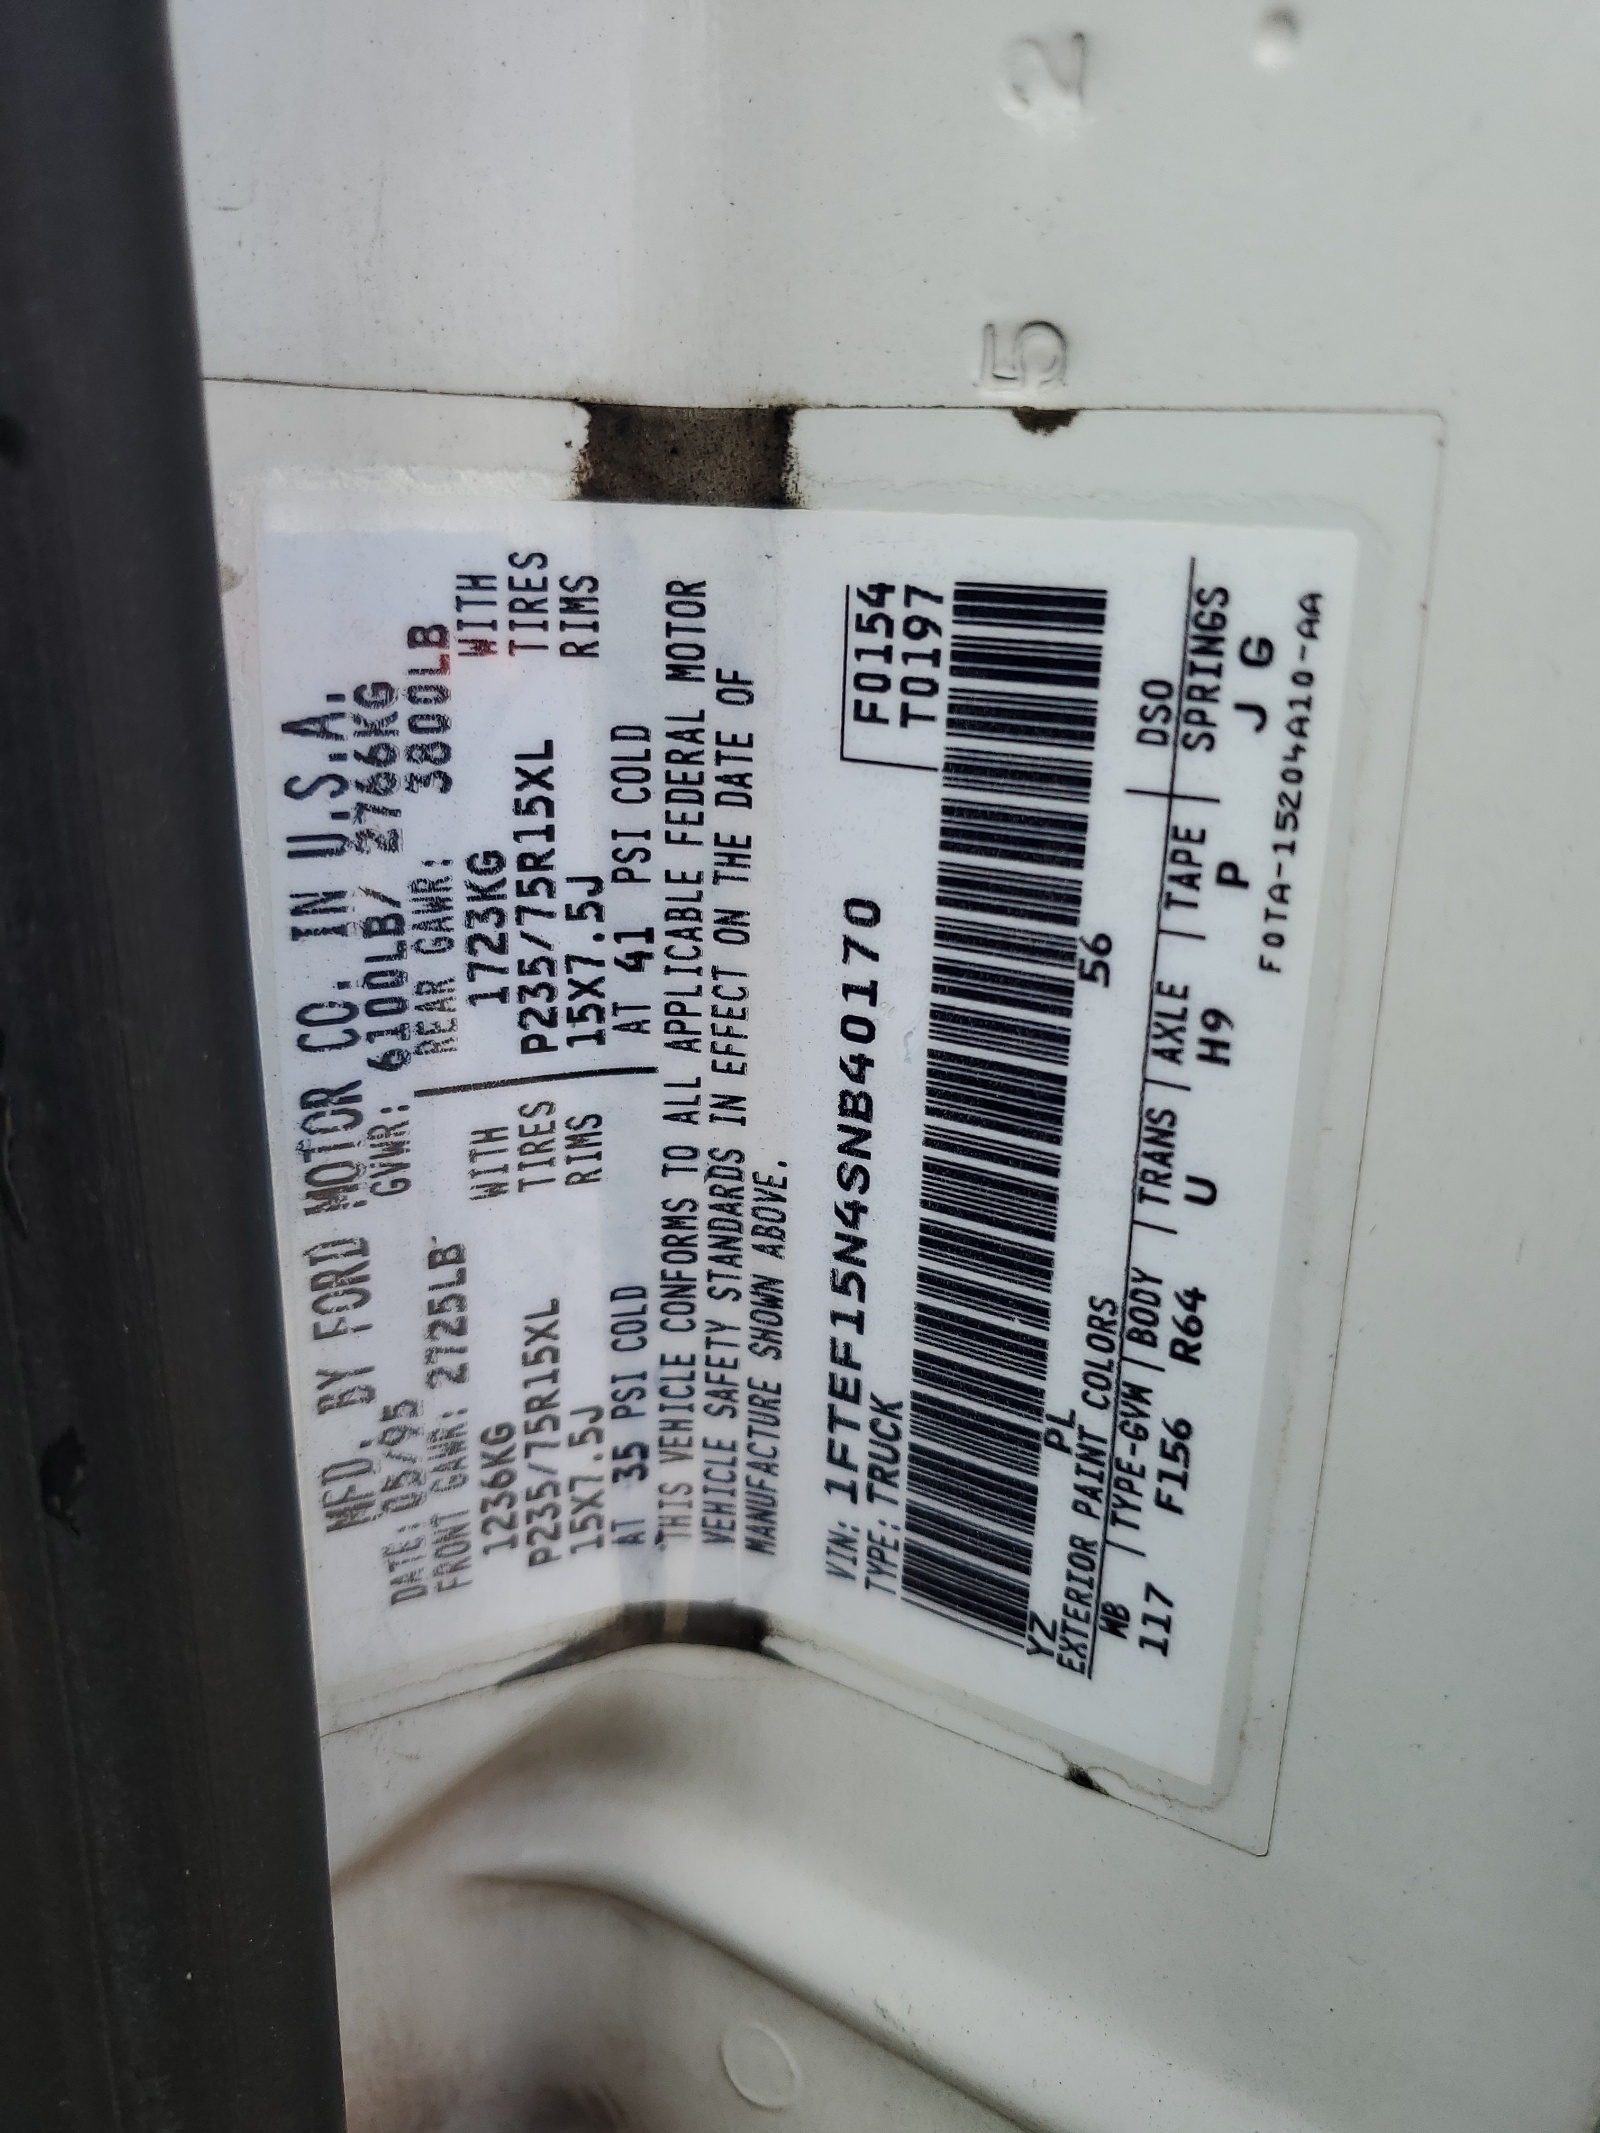 MFD. BY FORD MOTOR CO. IN U.S.A.
DATE: 05/95 GVWR: 6100LB/ 2766KG
FRONT GAWR: 2725LB REAR GAWR: 3800LB
1236KG WITH 1723KG WITH
P235/75R15XL TIRES P235/75R15XL TIRES
15X7.5J RIMS 15X7.5J RIMS
AT 35 PSI COLD AT 41 PSI COLD
THIS VEHICLE CONFORMS TO ALL APPLICABLE FEDERAL MOTOR
VEHICLE SAFETY STANDARDS IN EFFECT ON THE DATE OF
MANUFACTURE SHOWN ABOVE.
VIN: 1FTEF15N4SNB40170 F0154
TYPE: TRUCK T0197
YZ PL 56
EXTERIOR PAINT COLORS DSO
WB | TYPE-GVW | BODY | TRANS | AXLE | TAPE | SPRINGS
117 F156 R64 U H9 P J G
F0TA-15204A10-AA
5 2